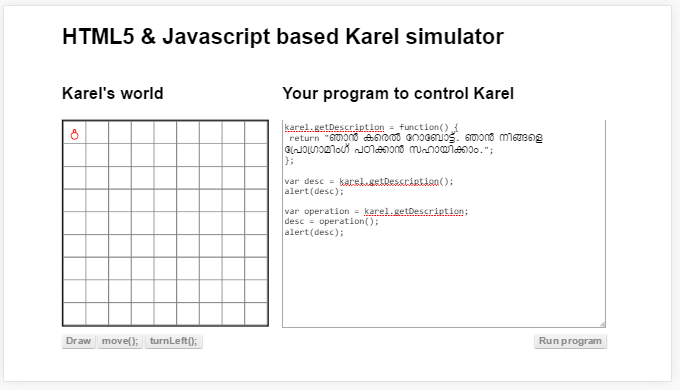 HTML5 & Javascript based Karel simulator
Karel's world
Your program to control Karel
karel.getDescription = function() {
return "ഞാൻ കരെൽ റോബോട്ട്. ഞാൻ നിങ്ങളെ
പ്രോഗ്രാമിംഗ് പഠിക്കാൻ സഹായിക്കാം.";
};
var desc = karel.getDescription();
alert(desc);
var operation = karel.getDescription;
desc = operation();
alert(desc);
Draw move(); turnLeft();
Run program